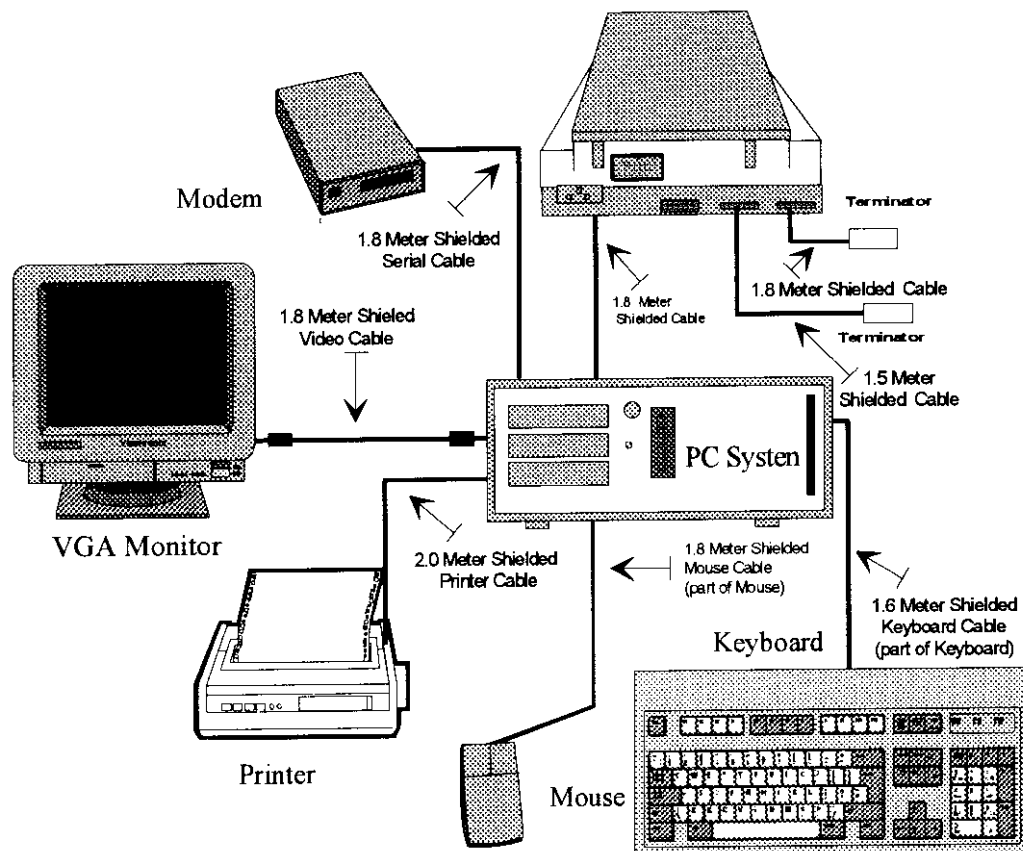 Modem
1.8 Meter Shielded
Serial Cable
Terminator
1.8 Meter Shielded Cable
1.8 Meter
Shielded Cable
Terminator
1.5 Meter
Shielded Cable
1.8 Meter Shieled
Video Cable
PC Systen
VGA Monitor
2.0 Meter Shielded
Printer Cable
1.8 Meter Shielded
Mouse Cable
(part of Mouse)
1.6 Meter Shielded
Keyboard Cable
(part of Keyboard)
Keyboard
Printer
Mouse